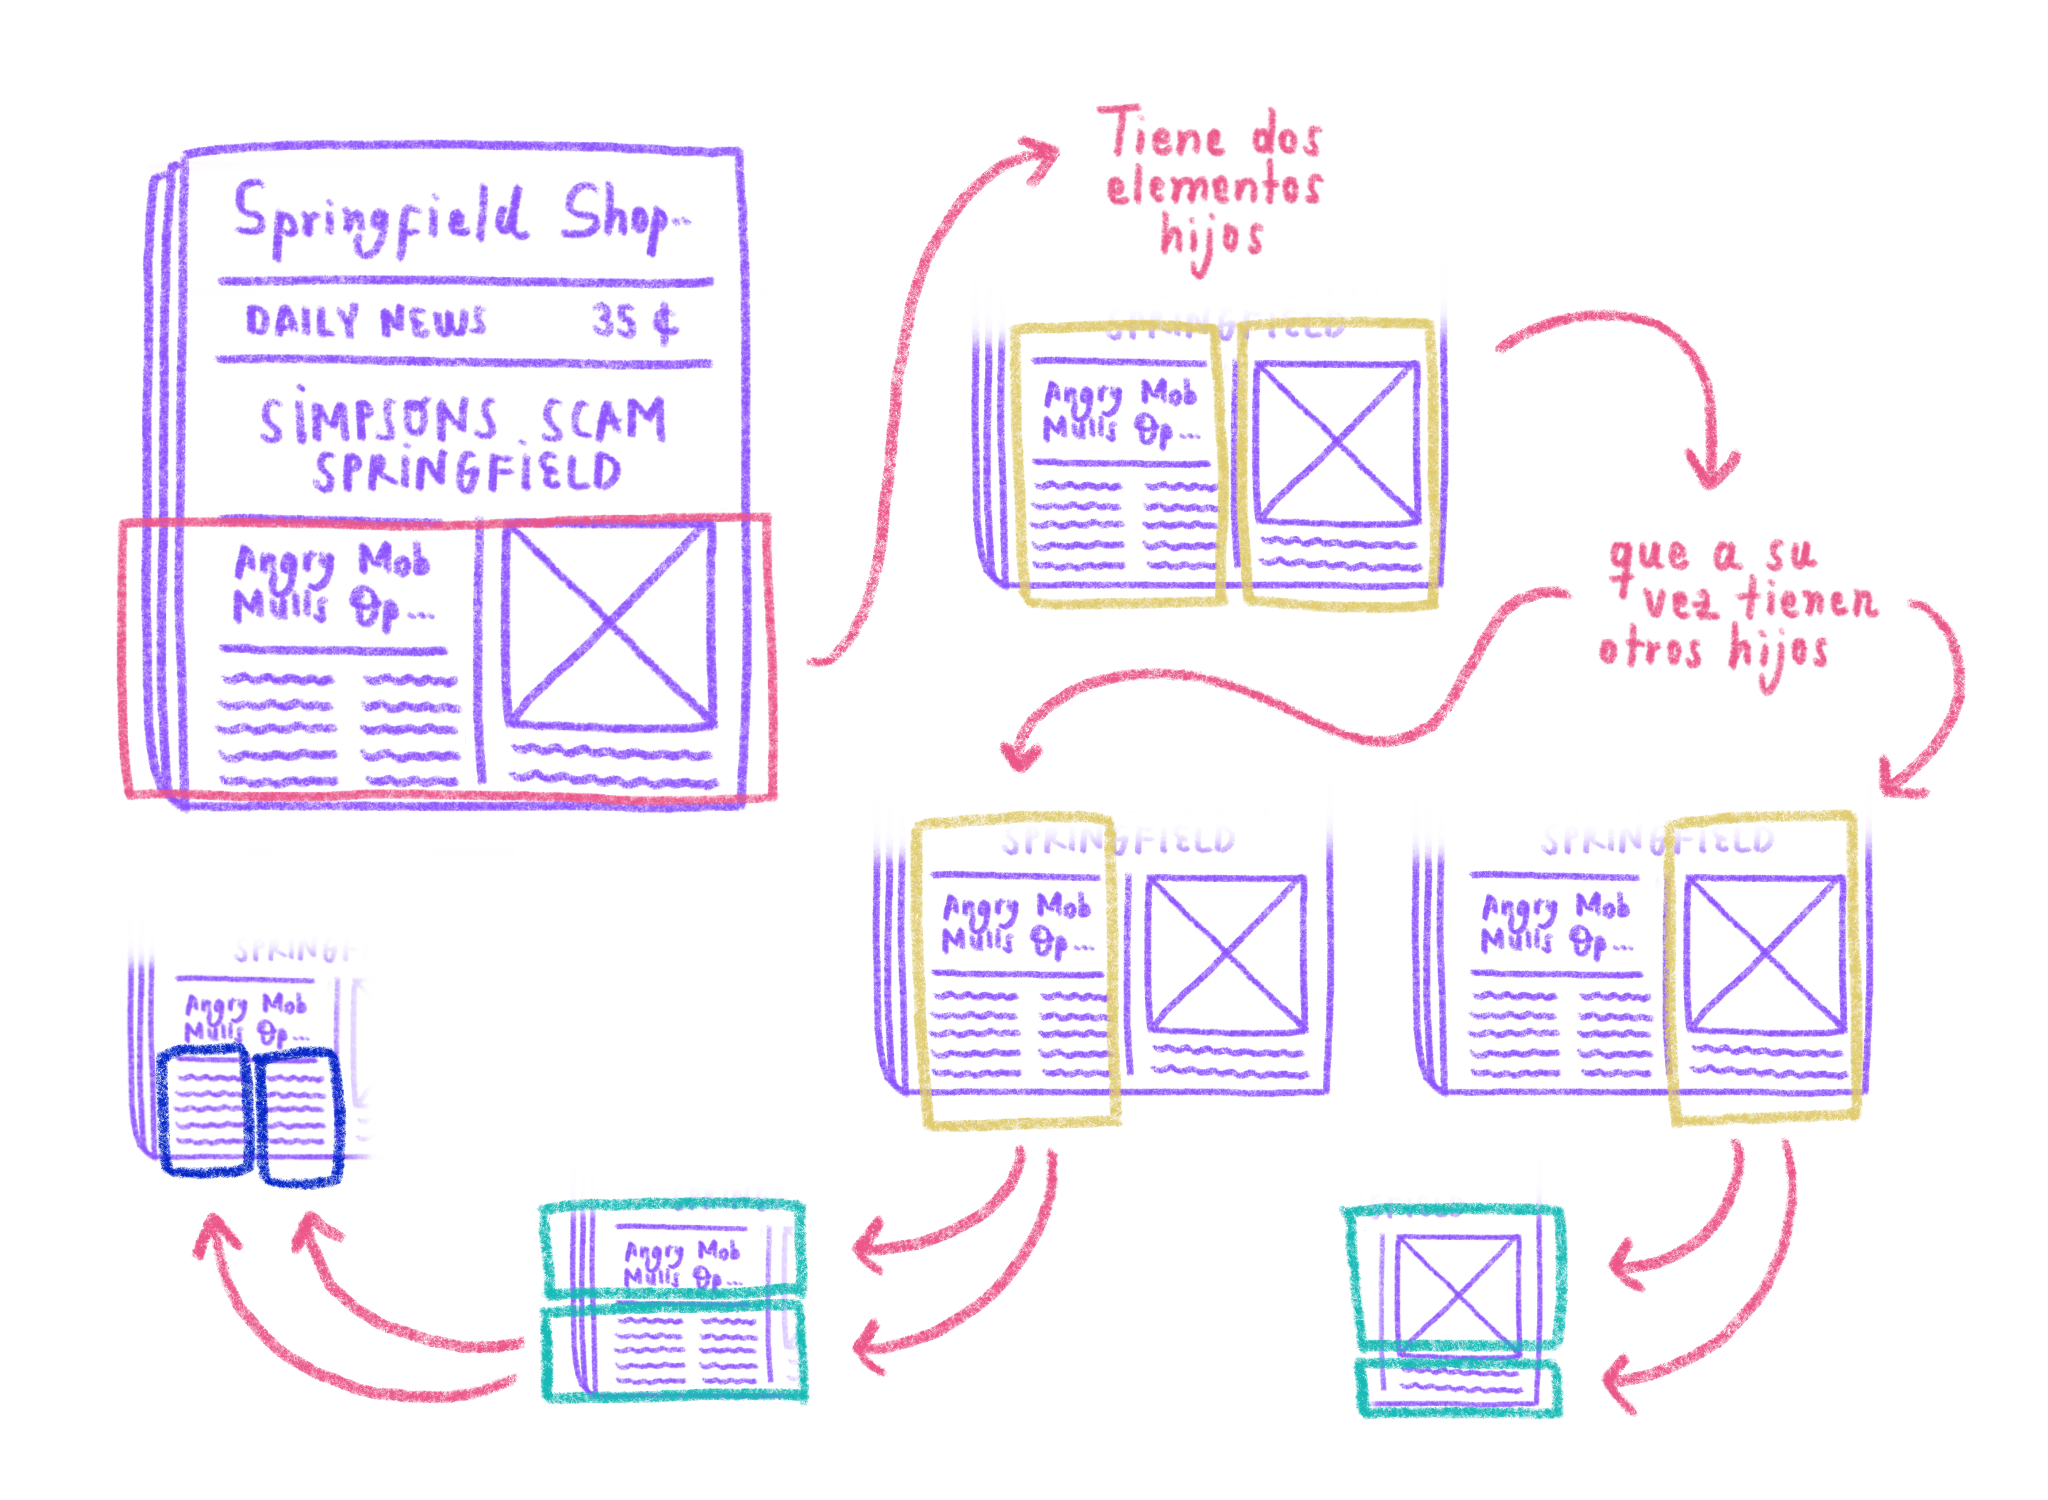 Springfield Shop...
DAILY NEWS 35 ¢
SiMPSONS SCAM
SPRiNGFiELD
Angry Mob
Mulls Op...
Tiene dos
elementos
hijos
SPRINGFIELD
Angry Mob
Mulls Op...
que a su
vez tienen
otros hijos
SPRINGFIELD
Angry Mob
Mulls Op...
SPRINGFIELD
Angry Mob
Mulls Op...
SPRINGF
Angry Mob
Mulls Op...
Angry Mob
Mulls Op...